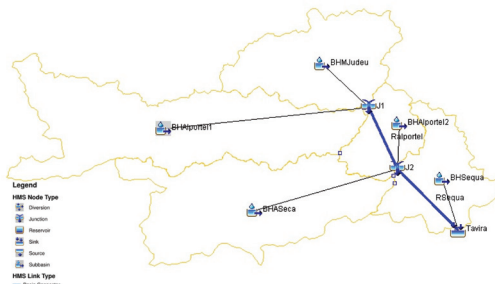 BHMJudeu
J1
BHAlportel1
BHAlportel2
Ralportel
J2
BHSequa
RSequa
BHASeca
Tavira
Legend
HMS Node Type
Diversion
Junction
Reservoir
Sink
Source
Subbasin
HMS Link Type